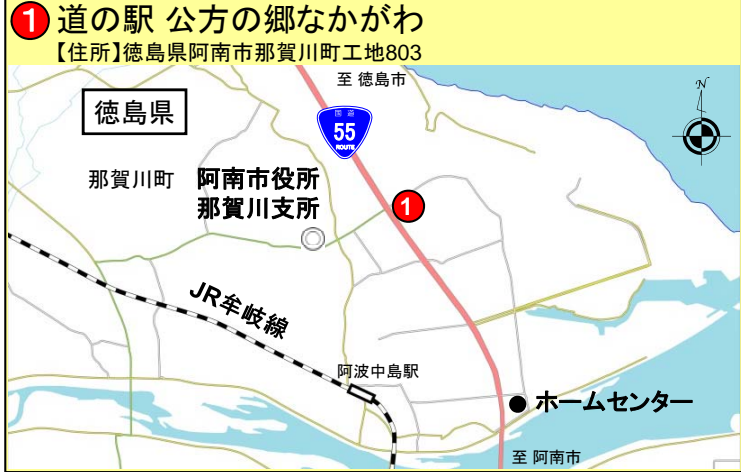 1 道の駅 公方の郷なかがわ
【住所】徳島県阿南市那賀川町工地803
至 徳島市
N
徳島県
国道
55
ROUTE
那賀川町
阿南市役所
那賀川支所
1
JR牟岐線
阿波中島駅
ホームセンター
至 阿南市